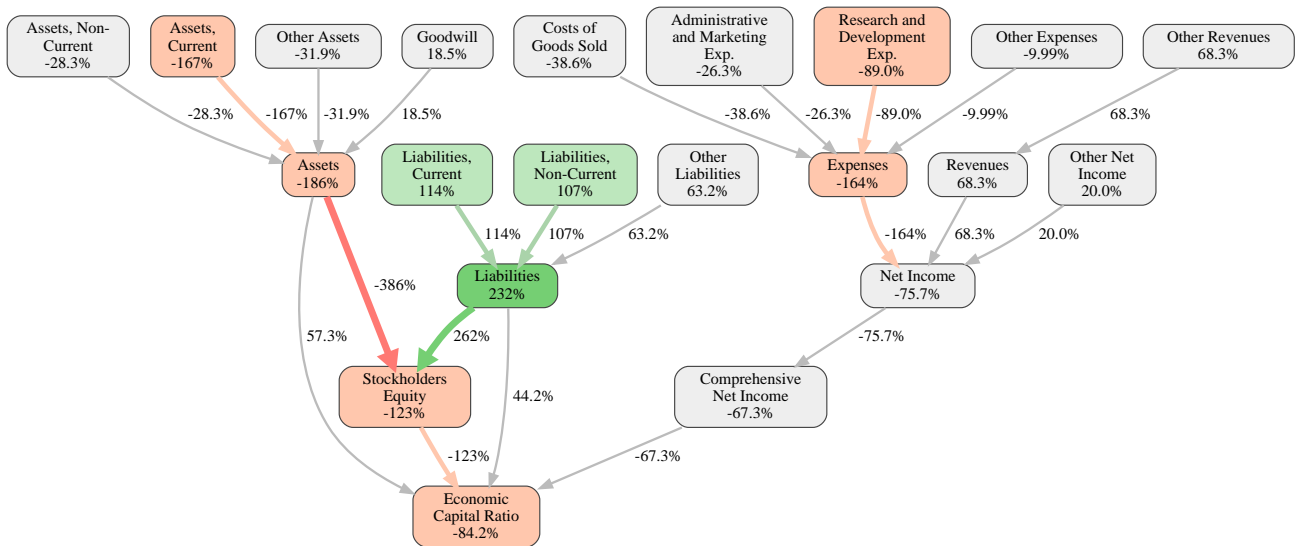 Assets, Non-
Current
-28.3%
Assets,
Current
-167%
Other Assets
-31.9%
Goodwill
18.5%
Costs of
Goods Sold
-38.6%
Administrative
and Marketing
Exp.
-26.3%
Research and
Development
Exp.
-89.0%
Other Expenses
-9.99%
Other Revenues
68.3%
-28.3%
-167%
-31.9%
18.5%
-38.6%
-26.3%
-89.0%
-9.99%
68.3%
Assets
-186%
Liabilities,
Current
114%
Liabilities,
Non-Current
107%
Other
Liabilities
63.2%
Expenses
-164%
Revenues
68.3%
Other Net
Income
20.0%
114%
107%
63.2%
-164%
68.3%
20.0%
-386%
Liabilities
232%
Net Income
-75.7%
57.3%
262%
-75.7%
Stockholders
Equity
-123%
44.2%
Comprehensive
Net Income
-67.3%
-123%
-67.3%
Economic
Capital Ratio
-84.2%